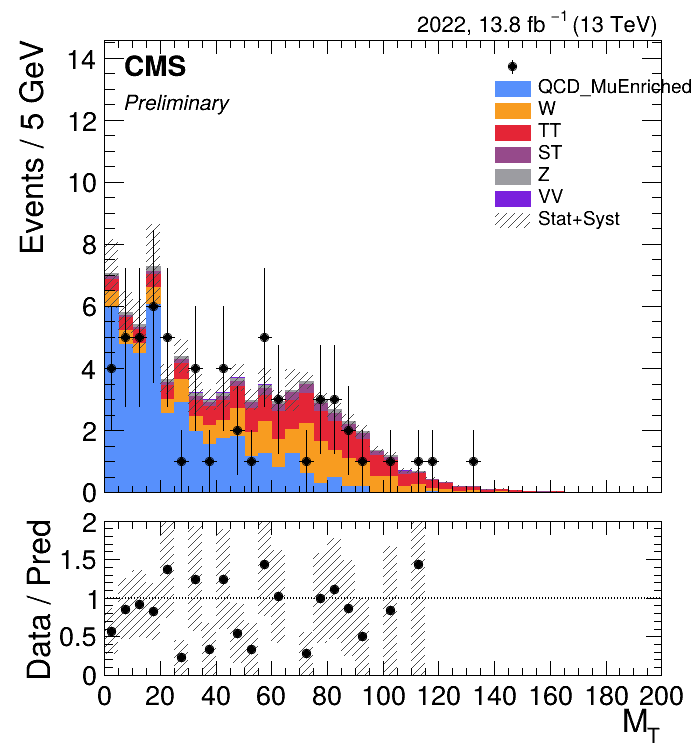 2022, 13.8 fb⁻¹ (13 TeV)
CMS
Preliminary
QCD_MuEnriched
W
TT
ST
Z
VV
Stat+Syst
Events / 5 GeV
14
12
10
8
6
4
2
0
Data / Pred
2
1.5
1
0.5
0
0 20 40 60 80 100 120 140 160 180 200
M_T